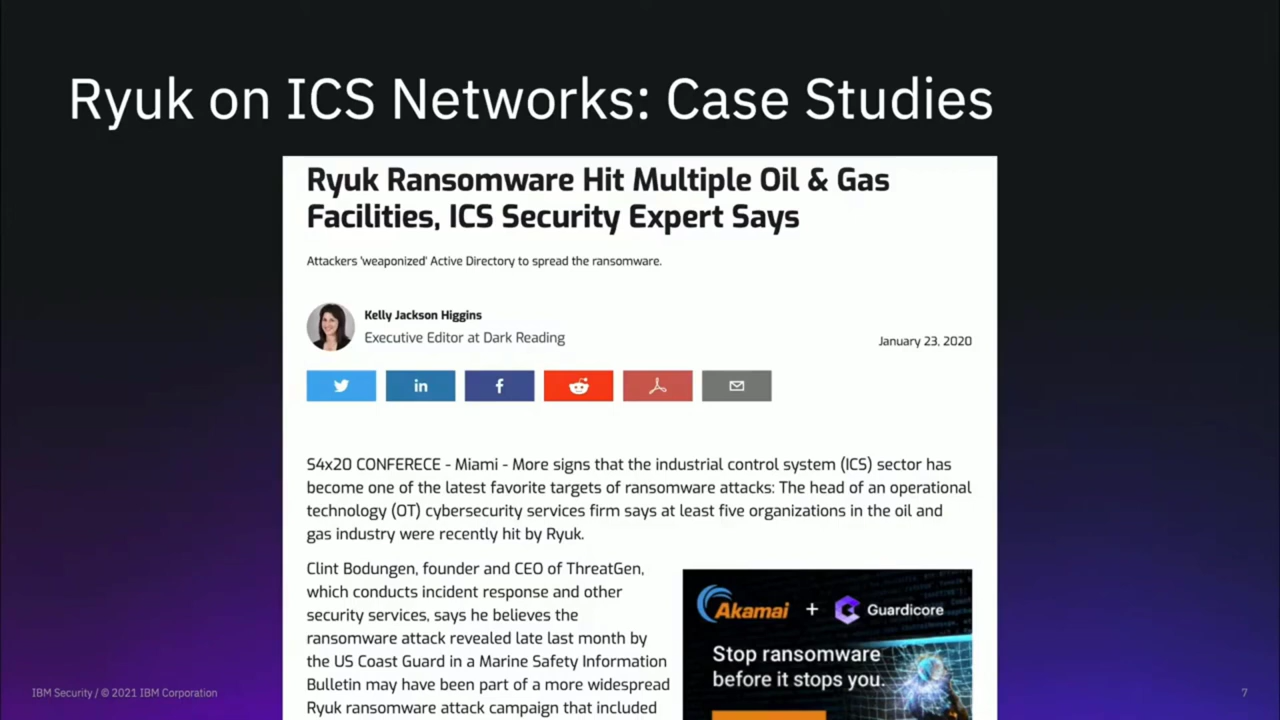 Ryuk on ICS Networks: Case Studies
Ryuk Ransomware Hit Multiple Oil & Gas
Facilities, ICS Security Expert Says
Attackers 'weaponized' Active Directory to spread the ransomware.
Kelly Jackson Higgins
Executive Editor at Dark Reading
January 23, 2020
in
f
S4x20 CONFERECE - Miami - More signs that the industrial control system (ICS) sector has
become one of the latest favorite targets of ransomware attacks: The head of an operational
technology (OT) cybersecurity services firm says at least five organizations in the oil and
gas industry were recently hit by Ryuk.
Clint Bodungen, founder and CEO of ThreatGen,
which conducts incident response and other
security services, says he believes the
ransomware attack revealed late last month by
the US Coast Guard in a Marine Safety Information
Bulletin may have been part of a more widespread
Ryuk ransomware attack campaign that included
Akamai + Guardicore
Stop ransomware
before it stops you.
IBM Security / © 2021 IBM Corporation
7